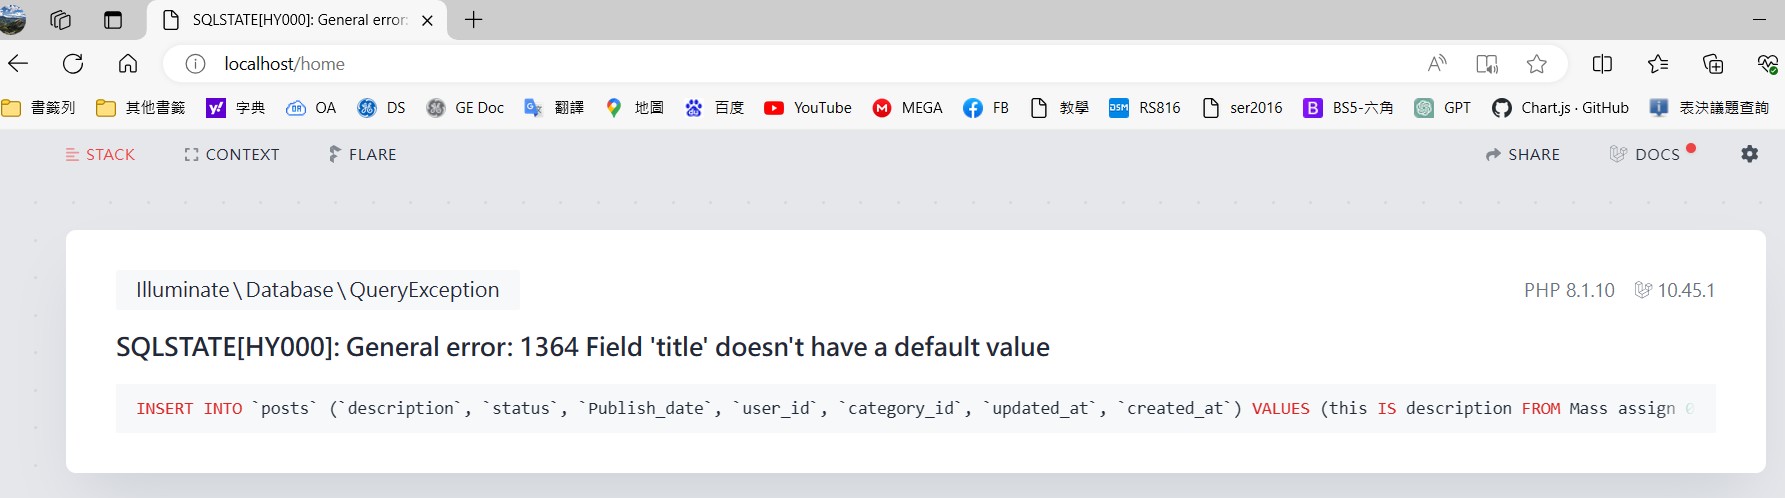 SQLSTATE[HY000]: General error:
localhost/home
書籤列 其他書籤 字典 OA DS GE Doc 翻譯 地圖 百度 YouTube MEGA FB 教學 RS816 ser2016 BS5-六角 GPT Chart.js · GitHub 表決議題查詢
STACK CONTEXT FLARE SHARE DOCS
Illuminate\Database\QueryException PHP 8.1.10 10.45.1
SQLSTATE[HY000]: General error: 1364 Field 'title' doesn't have a default value
INSERT INTO `posts` (`description`, `status`, `Publish_date`, `user_id`, `category_id`, `updated_at`, `created_at`) VALUES (this IS description FROM Mass assign 0